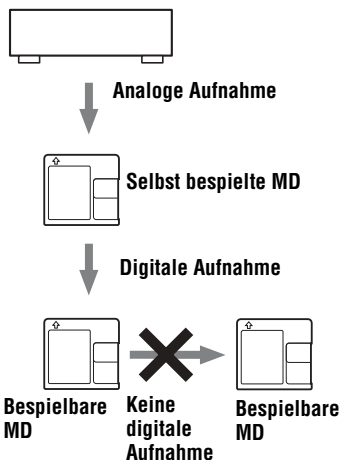 Analoge Aufnahme
Selbst bespielte MD
Digitale Aufnahme
Bespielbare
MD
Keine
digitale
Aufnahme
Bespielbare
MD